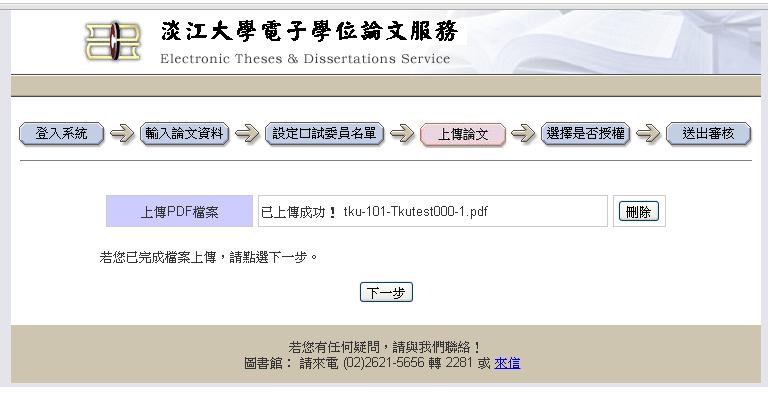 淡江大學電子學位論文服務
Electronic Theses & Dissertations Service
登入系統 輸入論文資料 設定口試委員名單 上傳論文 選擇是否授權 送出審核
上傳PDF檔案 已上傳成功！ tku-101-Tkutest000-1.pdf 刪除
若您已完成檔案上傳，請點選下一步。
下一步
若您有任何疑問，請與我們聯絡！
圖書館： 請來電 (02)2621-5656 轉 2281 或 來信